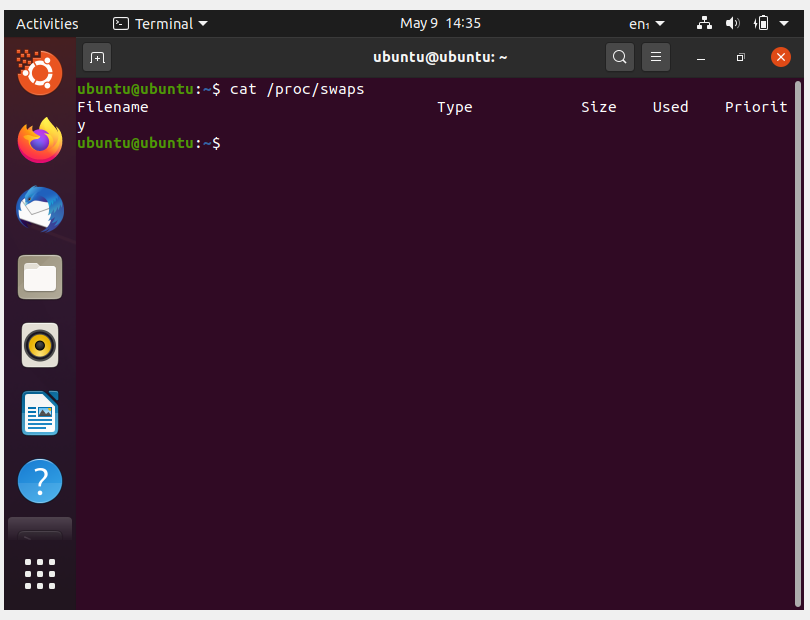 Activities Terminal May 9 14:35 en₁
ubuntu@ubuntu: ~
ubuntu@ubuntu:~$ cat /proc/swaps
Filename Type Size Used Priorit
y
ubuntu@ubuntu:~$